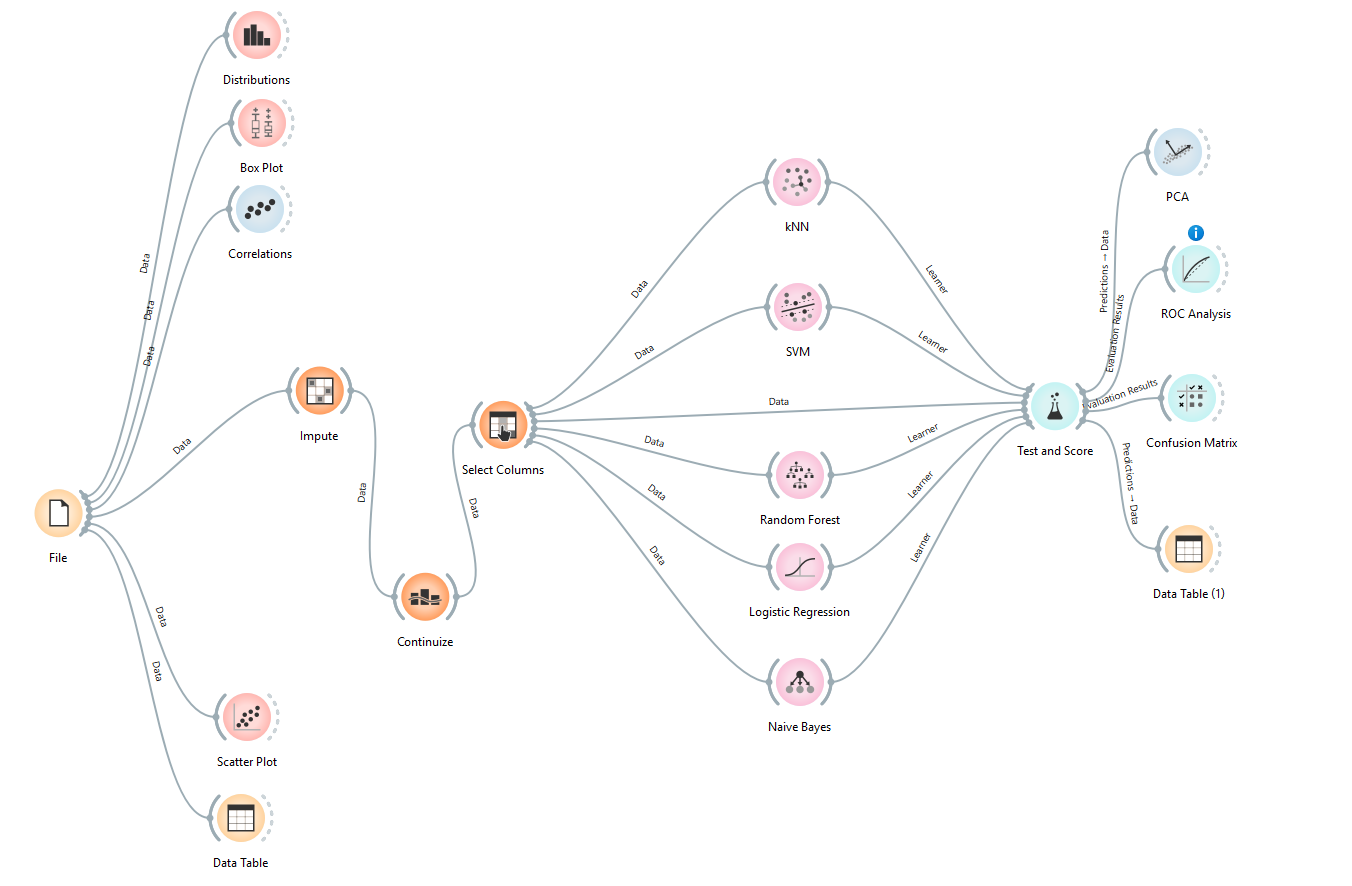 Distributions
Box Plot
Correlations
Data
Data
Data
Data
Impute
File
Data
Data
Continuize
Select Columns
Data
Data
Scatter Plot
Data
Data Table
kNN
Data
Learner
SVM
Data
Learner
Data
Data
Learner
Random Forest
Data
Learner
Logistic Regression
Data
Learner
Naive Bayes
Test and Score
Predictions → Data
PCA
Evaluation Results
ROC Analysis
Evaluation Results
Confusion Matrix
Predictions → Data
Data Table (1)